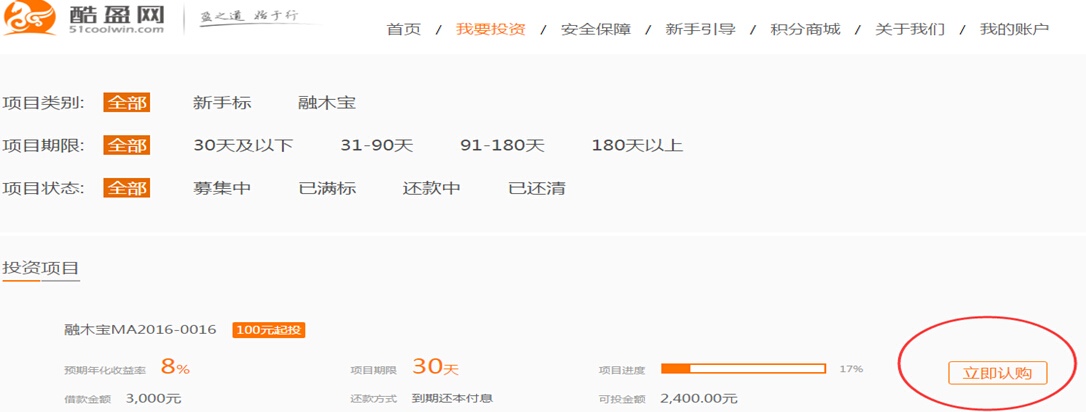 酷盈网
51coolwin.com
盈之道 始于行
首页 / 我要投资 / 安全保障 / 新手引导 / 积分商城 / 关于我们 / 我的账户
项目类别: 全部 新手标 融木宝
项目期限: 全部 30天及以下 31-90天 91-180天 180天以上
项目状态: 全部 募集中 已满标 还款中 已还清
投资项目
融木宝MA2016-0016 100元起投
预期年化收益率 8% 项目期限 30天 项目进度 17% 立即认购
借款金额 3,000元 还款方式 到期还本付息 可投金额 2,400.00元